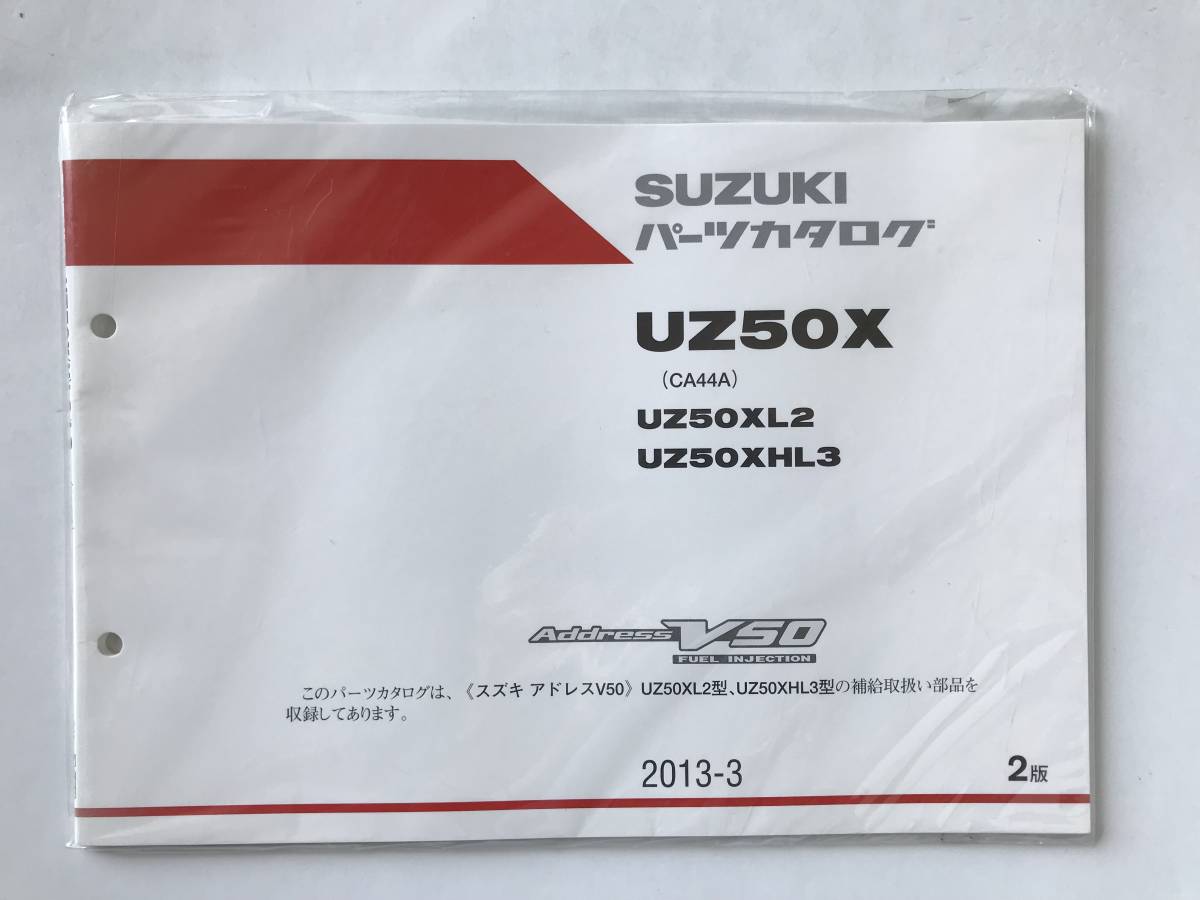 SUZUKI
パーツカタログ
UZ50X
(CA44A)
UZ50XL2
UZ50XHL3
Address V50
FUEL INJECTION
このパーツカタログは、《スズキ アドレスV50》 UZ50XL2型、UZ50XHL3型の補給取扱い部品を
収録してあります。
2013-3
2版